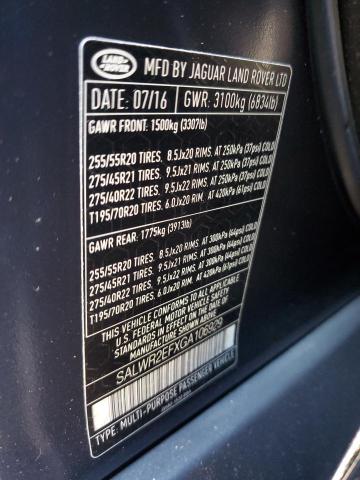 LAND-
ROVER
MFD BY JAGUAR LAND ROVER LTD
DATE: 07/16 GWR: 3100kg (6834lb)
GAWR FRONT: 1500kg (3307lb)
255/55R20 TIRES, 8.5Jx20 RIMS, AT 250kPA (37psi) COLD
275/45R21 TIRES, 9.5Jx21 RIMS, AT 250kPA (37psi) COLD
275/40R22 TIRES, 9.5Jx22 RIMS, AT 250kPA (37psi) COLD
T195/70R20 TIRES, 6.0Jx20 RIM, AT 420kPA (61psi) COLD
GAWR REAR: 1775kg (3913lb)
255/55R20 TIRES, 8.5Jx20 RIMS, AT 300kPA (44psi) COLD
275/45R21 TIRES, 9.5Jx21 RIMS, AT 300kPA (44psi) COLD
275/40R22 TIRES, 9.5Jx22 RIMS, AT 300kPA (44psi) COLD
T195/70R20 TIRES, 6.0Jx20 RIM, AT 420kPA (61psi) COLD
THIS VEHICLE CONFORMS TO ALL APPLICABLE
U.S. FEDERAL MOTOR VEHICLE SAFETY STANDARDS
IN EFFECT ON THE DATE OF MANUFACTURE SHOWN ABOVE.
SALWR2EFXGA106929
TYPE: MULTI-PURPOSE PASSENGER VEHICLE